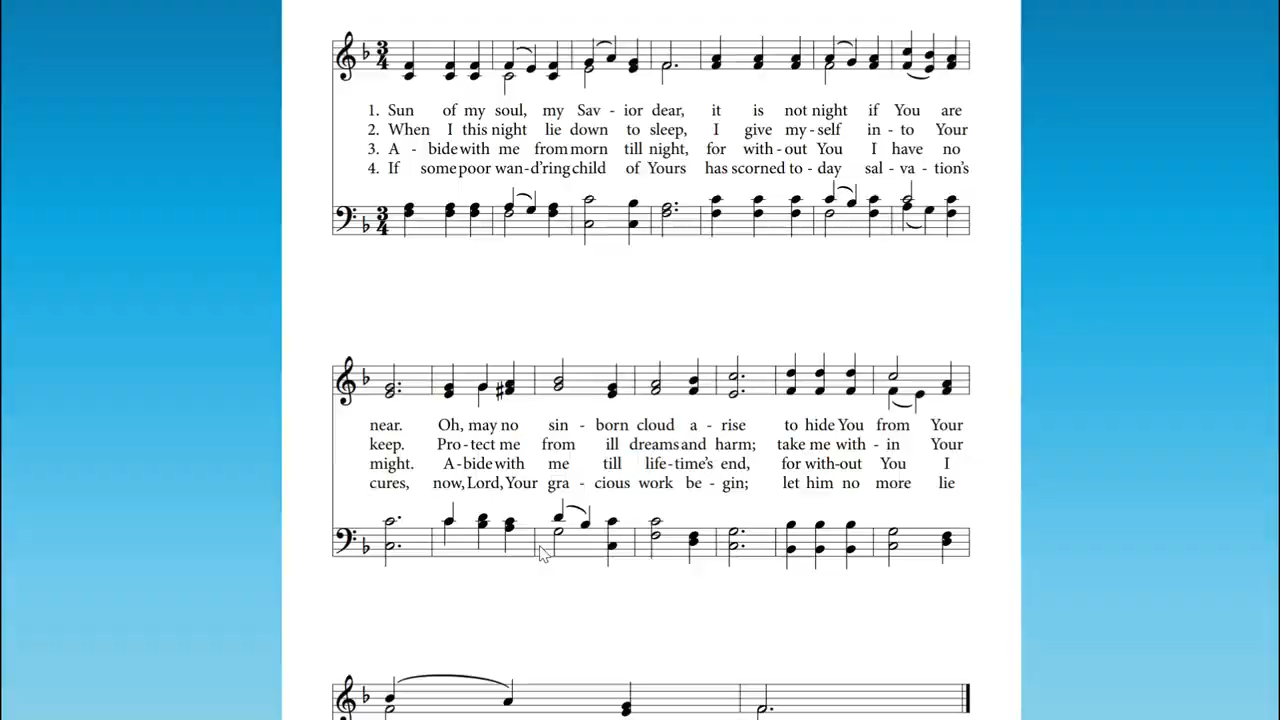 1. Sun of my soul, my Sav - ior dear, it is not night if You are
2. When I this night lie down to sleep, I give my - self in - to Your
3. A - bide with me from morn till night, for with - out You I have no
4. If some poor wan - d'ring child of Yours has scorned to - day sal - va - tion's
near. Oh, may no sin - born cloud a - rise to hide You from Your
keep. Pro - tect me from ill dreams and harm; take me with - in Your
might. A - bide with me till life - time's end, for with - out You I
cures, now, Lord, Your gra - cious work be - gin; let him no more lie